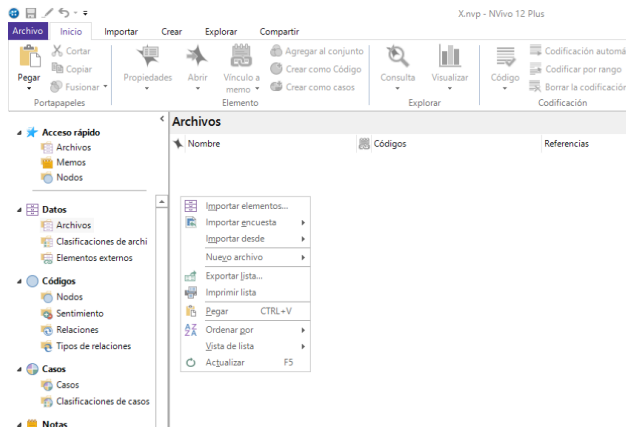 X.nvp - NVivo 12 Plus
Archivo Inicio Importar Crear Explorar Compartir
Pegar
Cortar
Copiar
Fusionar
Portapapeles
Propiedades
Abrir
Vínculo a memo
Agregar al conjunto
Crear como Código
Crear como casos
Elemento
Consulta
Visualizar
Explorar
Código
Codificación automá
Codificar por rango
Borrar la codificación
Codificación
Acceso rápido
Archivos
Memos
Nodos
Datos
Archivos
Clasificaciones de archi
Elementos externos
Códigos
Nodos
Sentimiento
Relaciones
Tipos de relaciones
Casos
Casos
Clasificaciones de casos
Notas
Archivos
Nombre Códigos Referencias
Importar elementos...
Importar encuesta
Importar desde
Nuevo archivo
Exportar lista...
Imprimir lista
Pegar CTRL+V
Ordenar por
Vista de lista
Actualizar F5